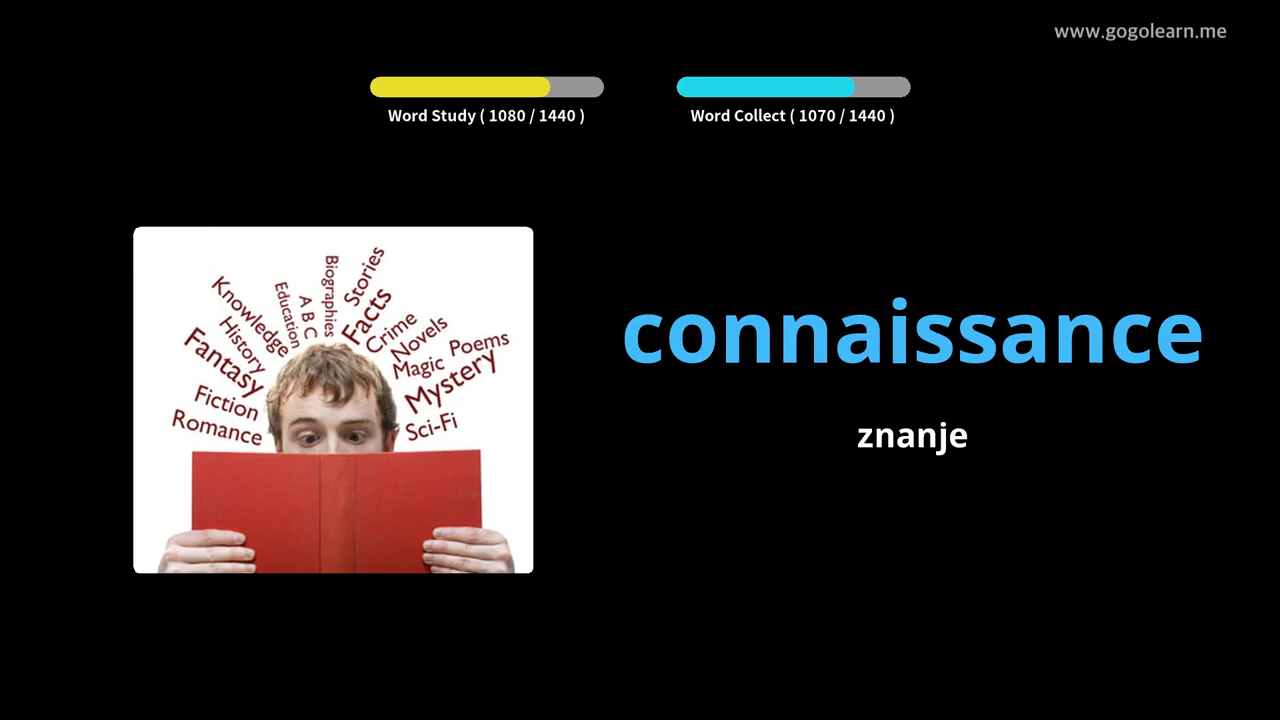 www.gogolearn.me
Word Study ( 1080 / 1440 )
Word Collect ( 1070 / 1440 )
Biographies
Stories
Education
A B C
Facts
Knowledge
History
Crime
Novels
Fantasy
Magic
Poems
Mystery
Fiction
Romance
Sci-Fi
connaissance
znanje